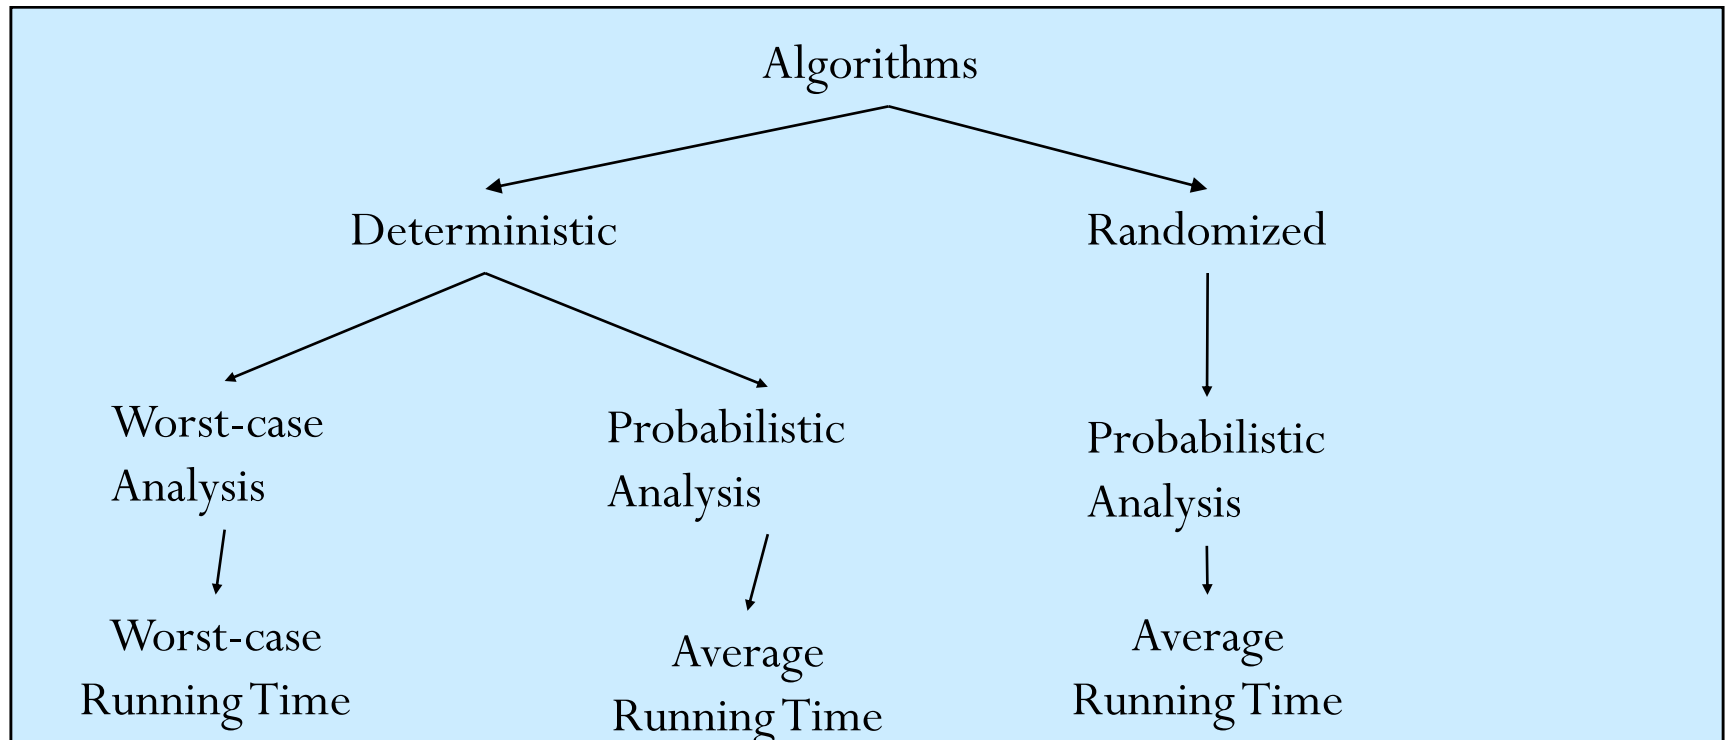 Algorithms
Deterministic
Randomized
Worst-case
Analysis
Probabilistic
Analysis
Probabilistic
Analysis
Worst-case
Running Time
Average
Running Time
Average
Running Time